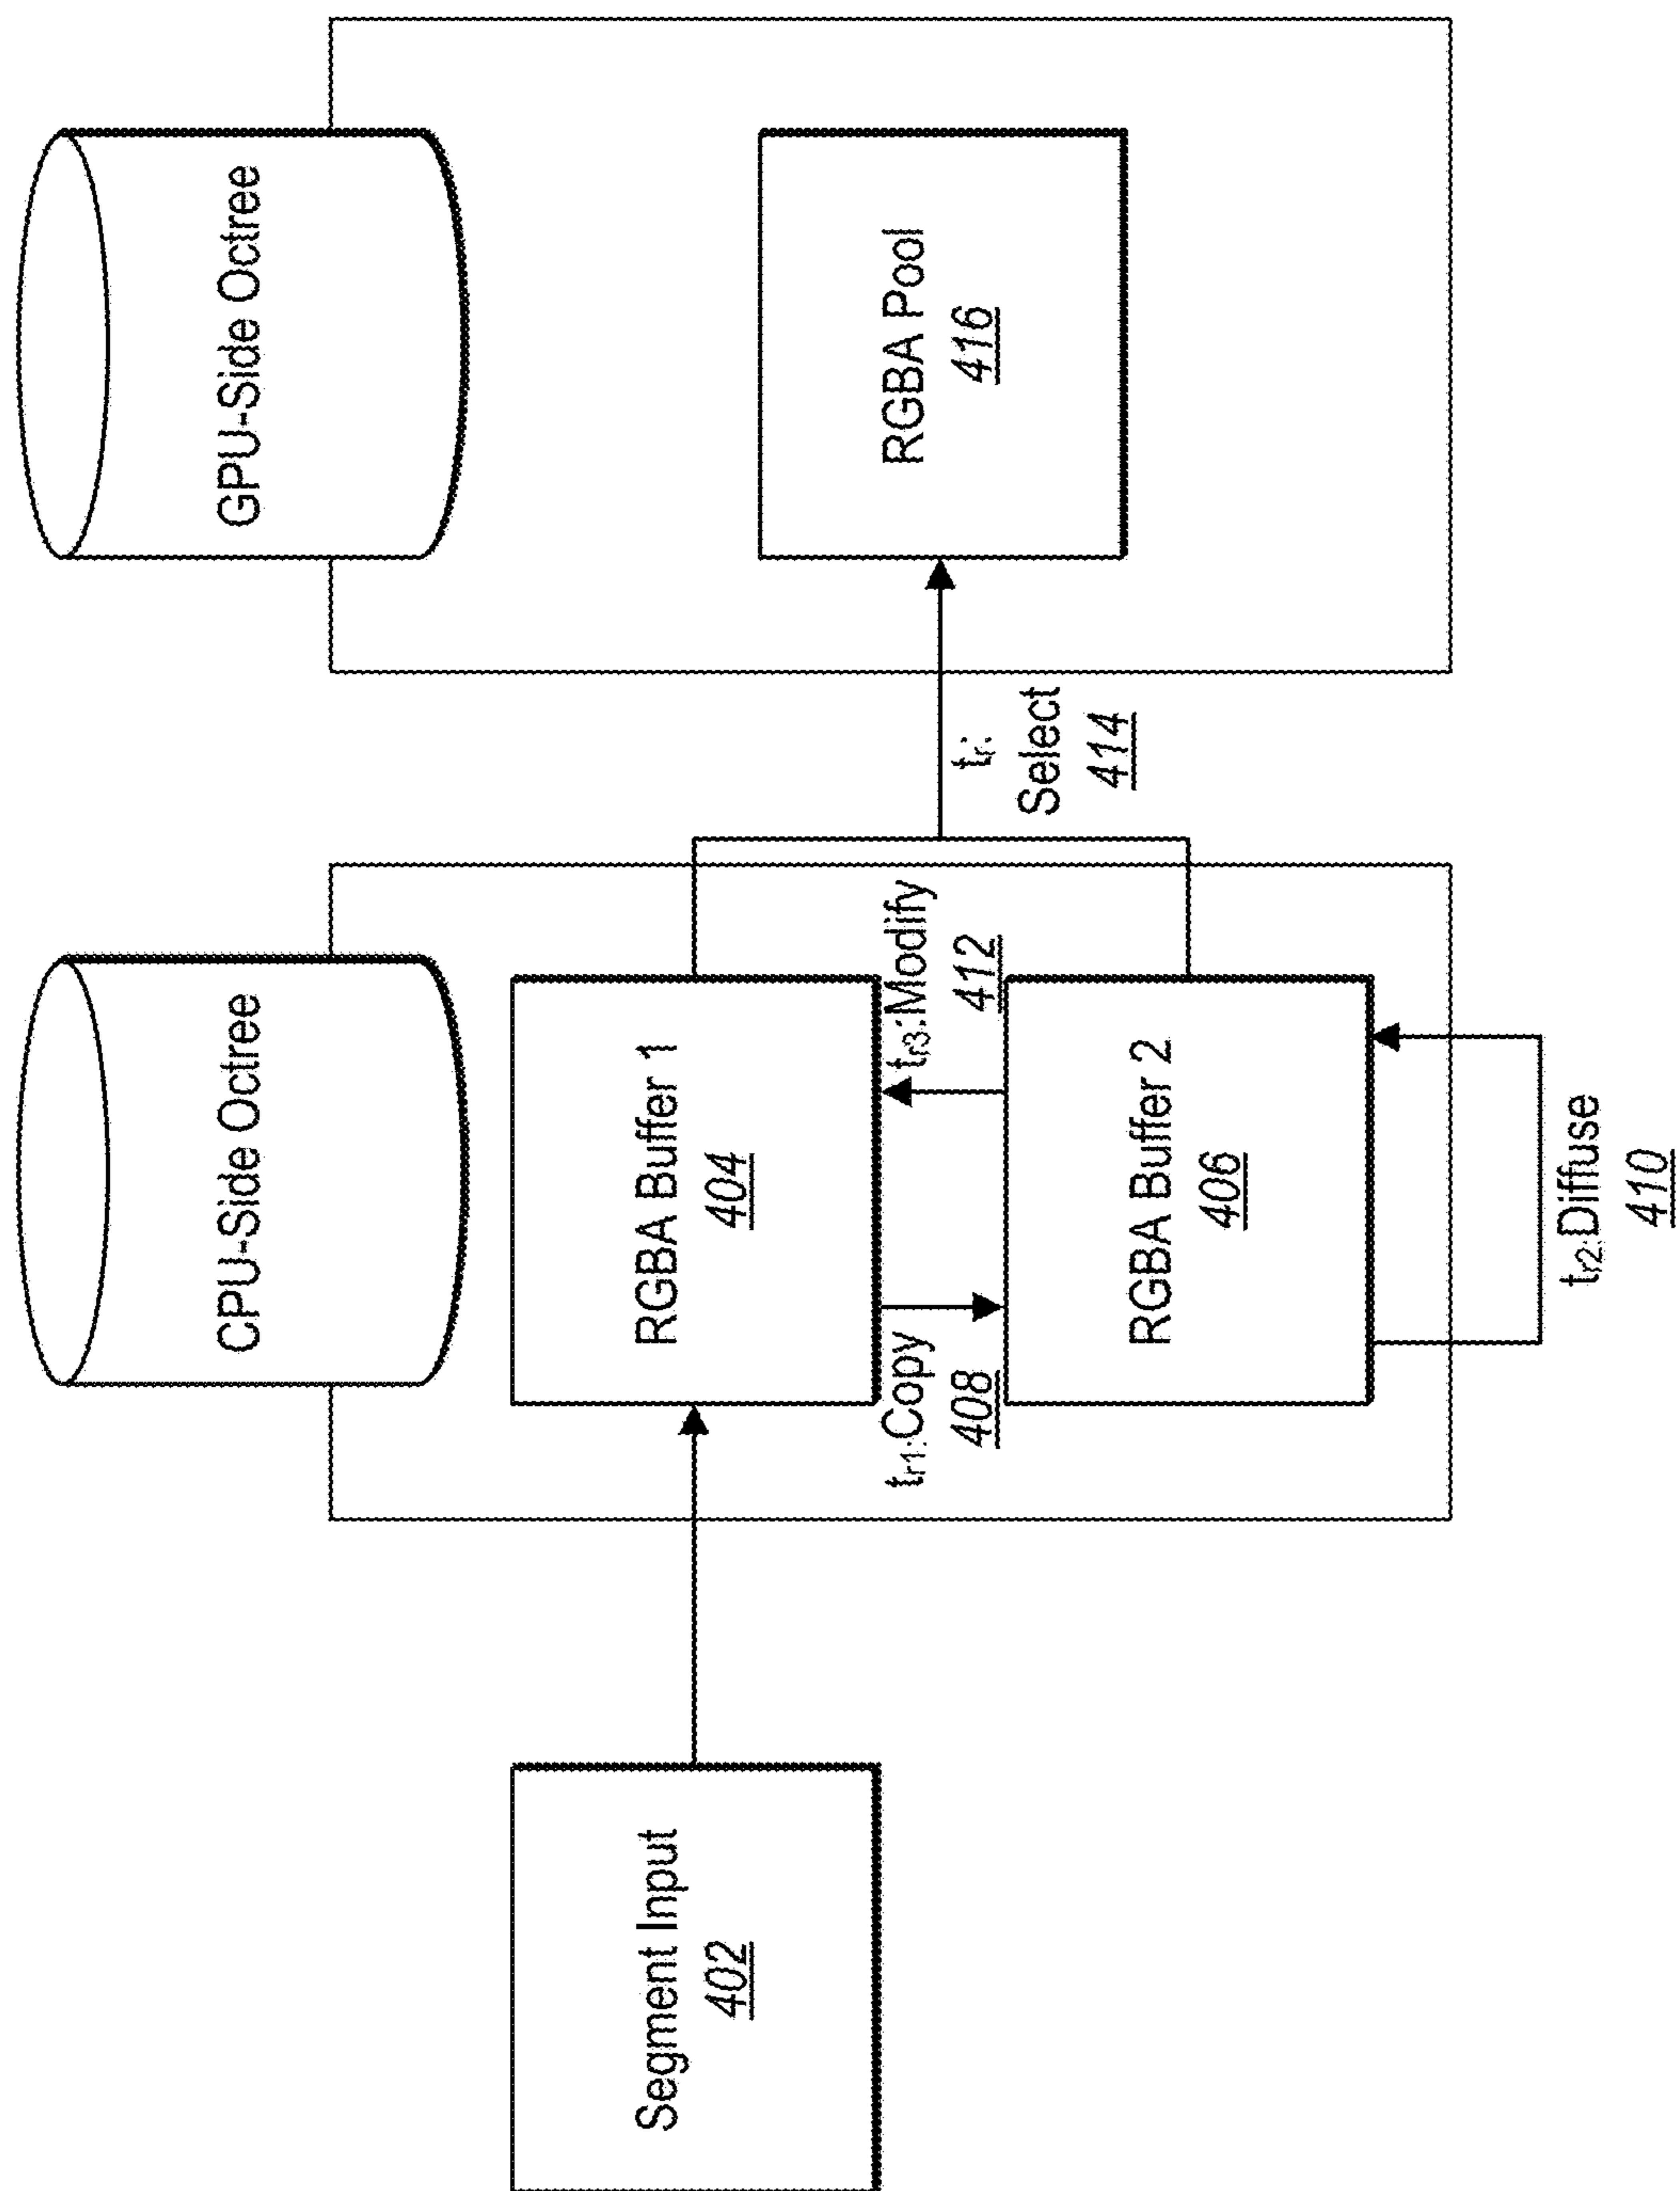 CPU-Side Octree
GPU-Side Octree
Segment Input
402
RGBA Buffer 1
404
tr1:Copy
408
tr3:Modify
412
RGBA Buffer 2
406
tr2:Diffuse
410
tr:
Select
414
RGBA Pool
416